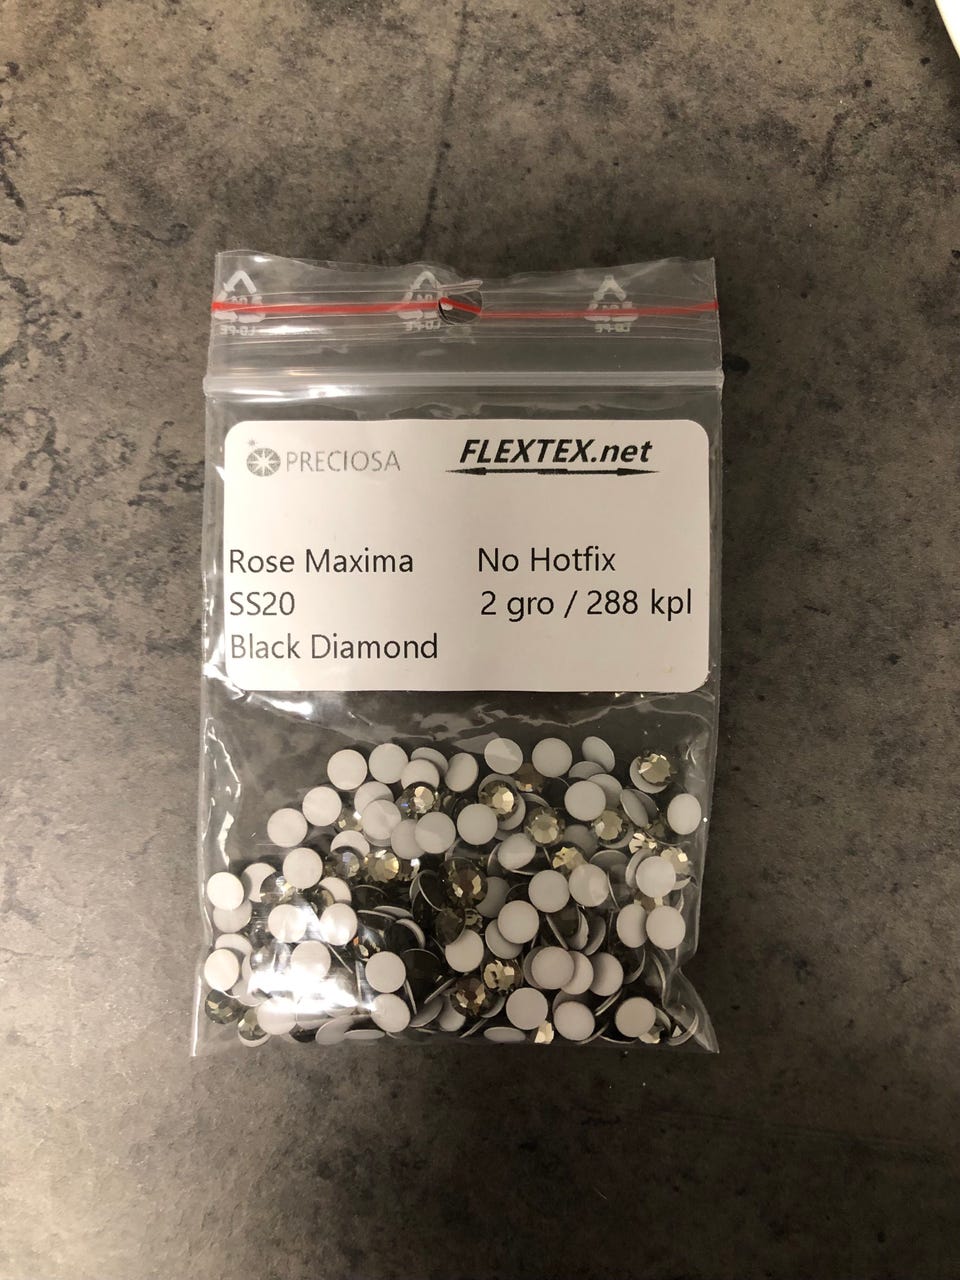 PRECIOSA
FLEXTEX.net
Rose Maxima
No Hotfix
SS20
2 gro / 288 kpl
Black Diamond